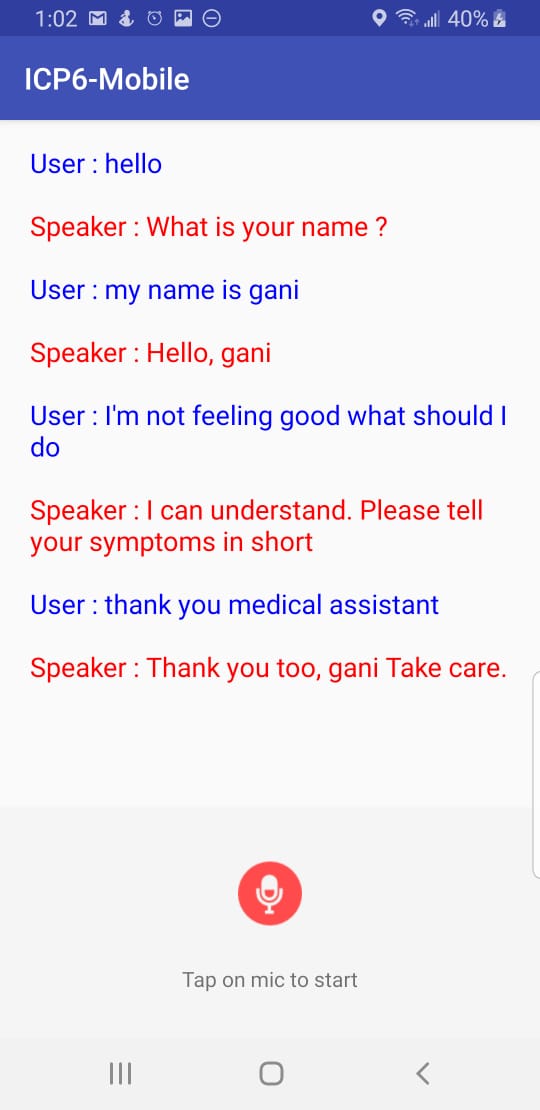 1:02 40%
ICP6-Mobile
User : hello
Speaker : What is your name ?
User : my name is gani
Speaker : Hello, gani
User : I'm not feeling good what should I
do
Speaker : I can understand. Please tell
your symptoms in short
User : thank you medical assistant
Speaker : Thank you too, gani Take care.
Tap on mic to start